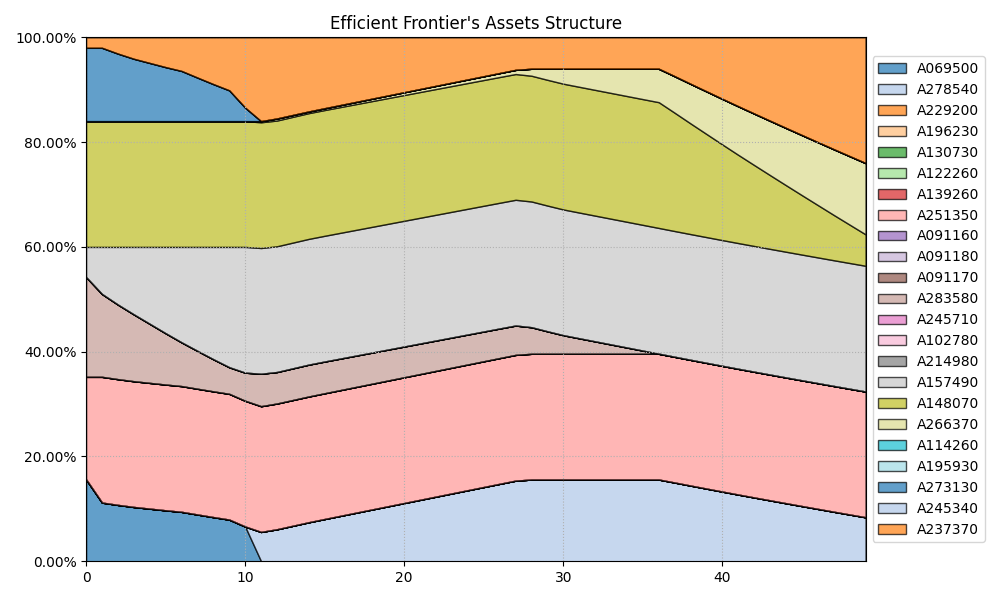 Efficient Frontier's Assets Structure
100.00%
80.00%
60.00%
40.00%
20.00%
0.00%
0
10
20
30
40
A069500
A278540
A229200
A196230
A130730
A122260
A139260
A251350
A091160
A091180
A091170
A283580
A245710
A102780
A214980
A157490
A148070
A266370
A114260
A195930
A273130
A245340
A237370